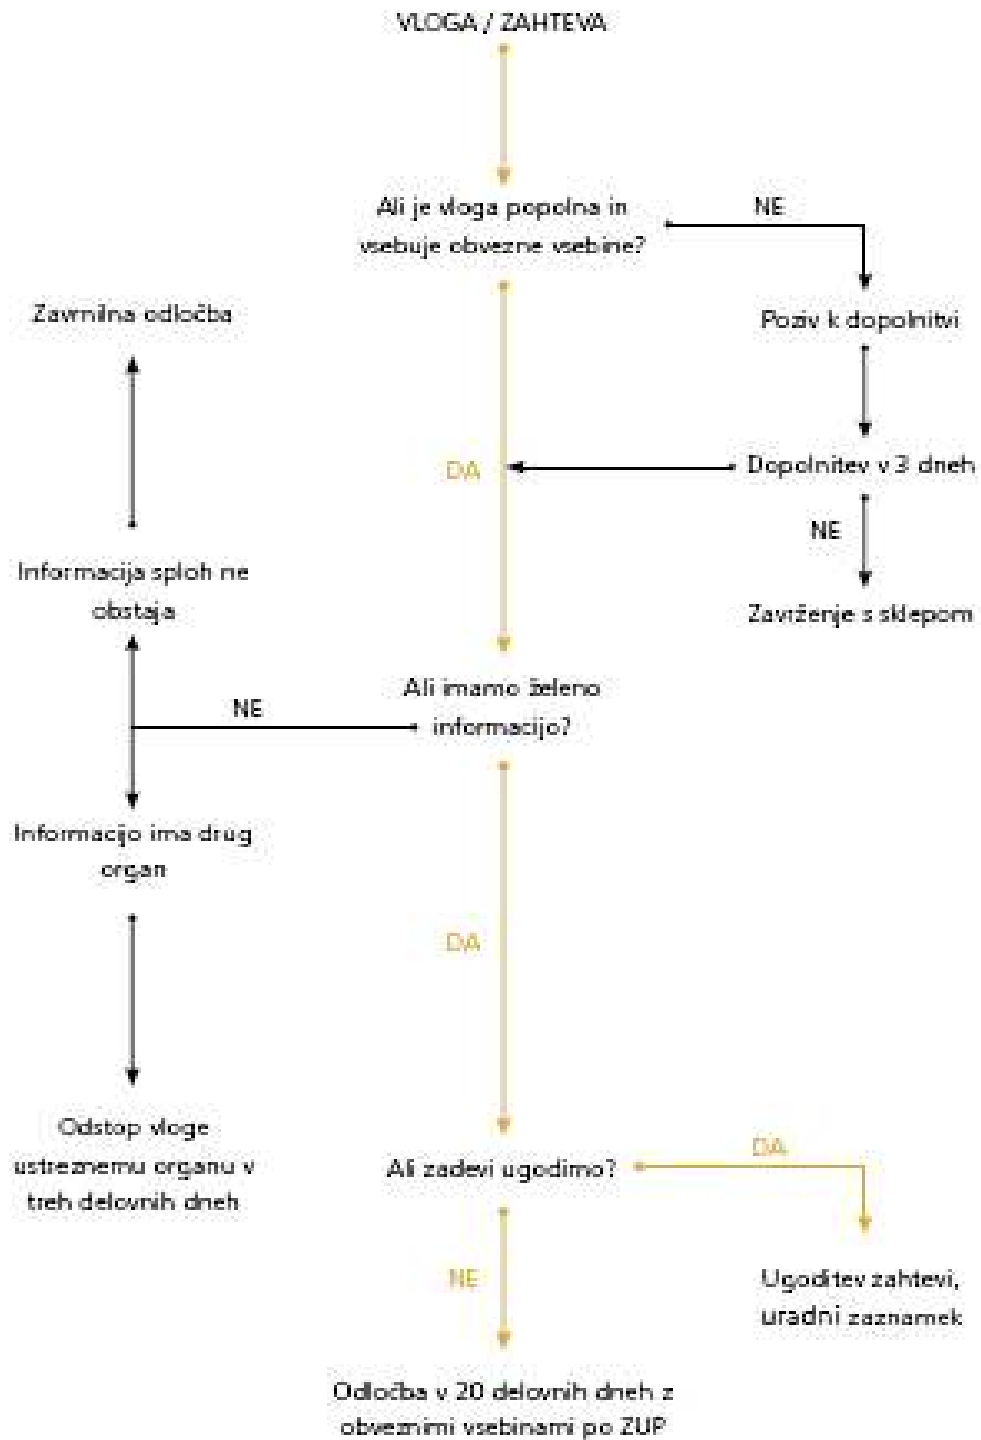 VLOGA / ZAHTEVA
Ali je vloga popolna in
vsebuje obvezne vsebine?
NE
Zavrnilna odločba
Poziv k dopolnitvi
DA
Dopolnitev v 3 dneh
NE
Informacija sploh ne
obstaja
Zavrženje s sklepom
Ali imamo želeno
informacijo?
NE
Informacijo ima drug
organ
DA
Odstop vloge
ustreznemu organu v
treh delovnih dneh
Ali zadevi ugodimo?
DA
NE
Ugoditev zahtevi,
uradni zaznamek
Odločba v 20 delovnih dneh z
obveznimi vsebinami po ZUP